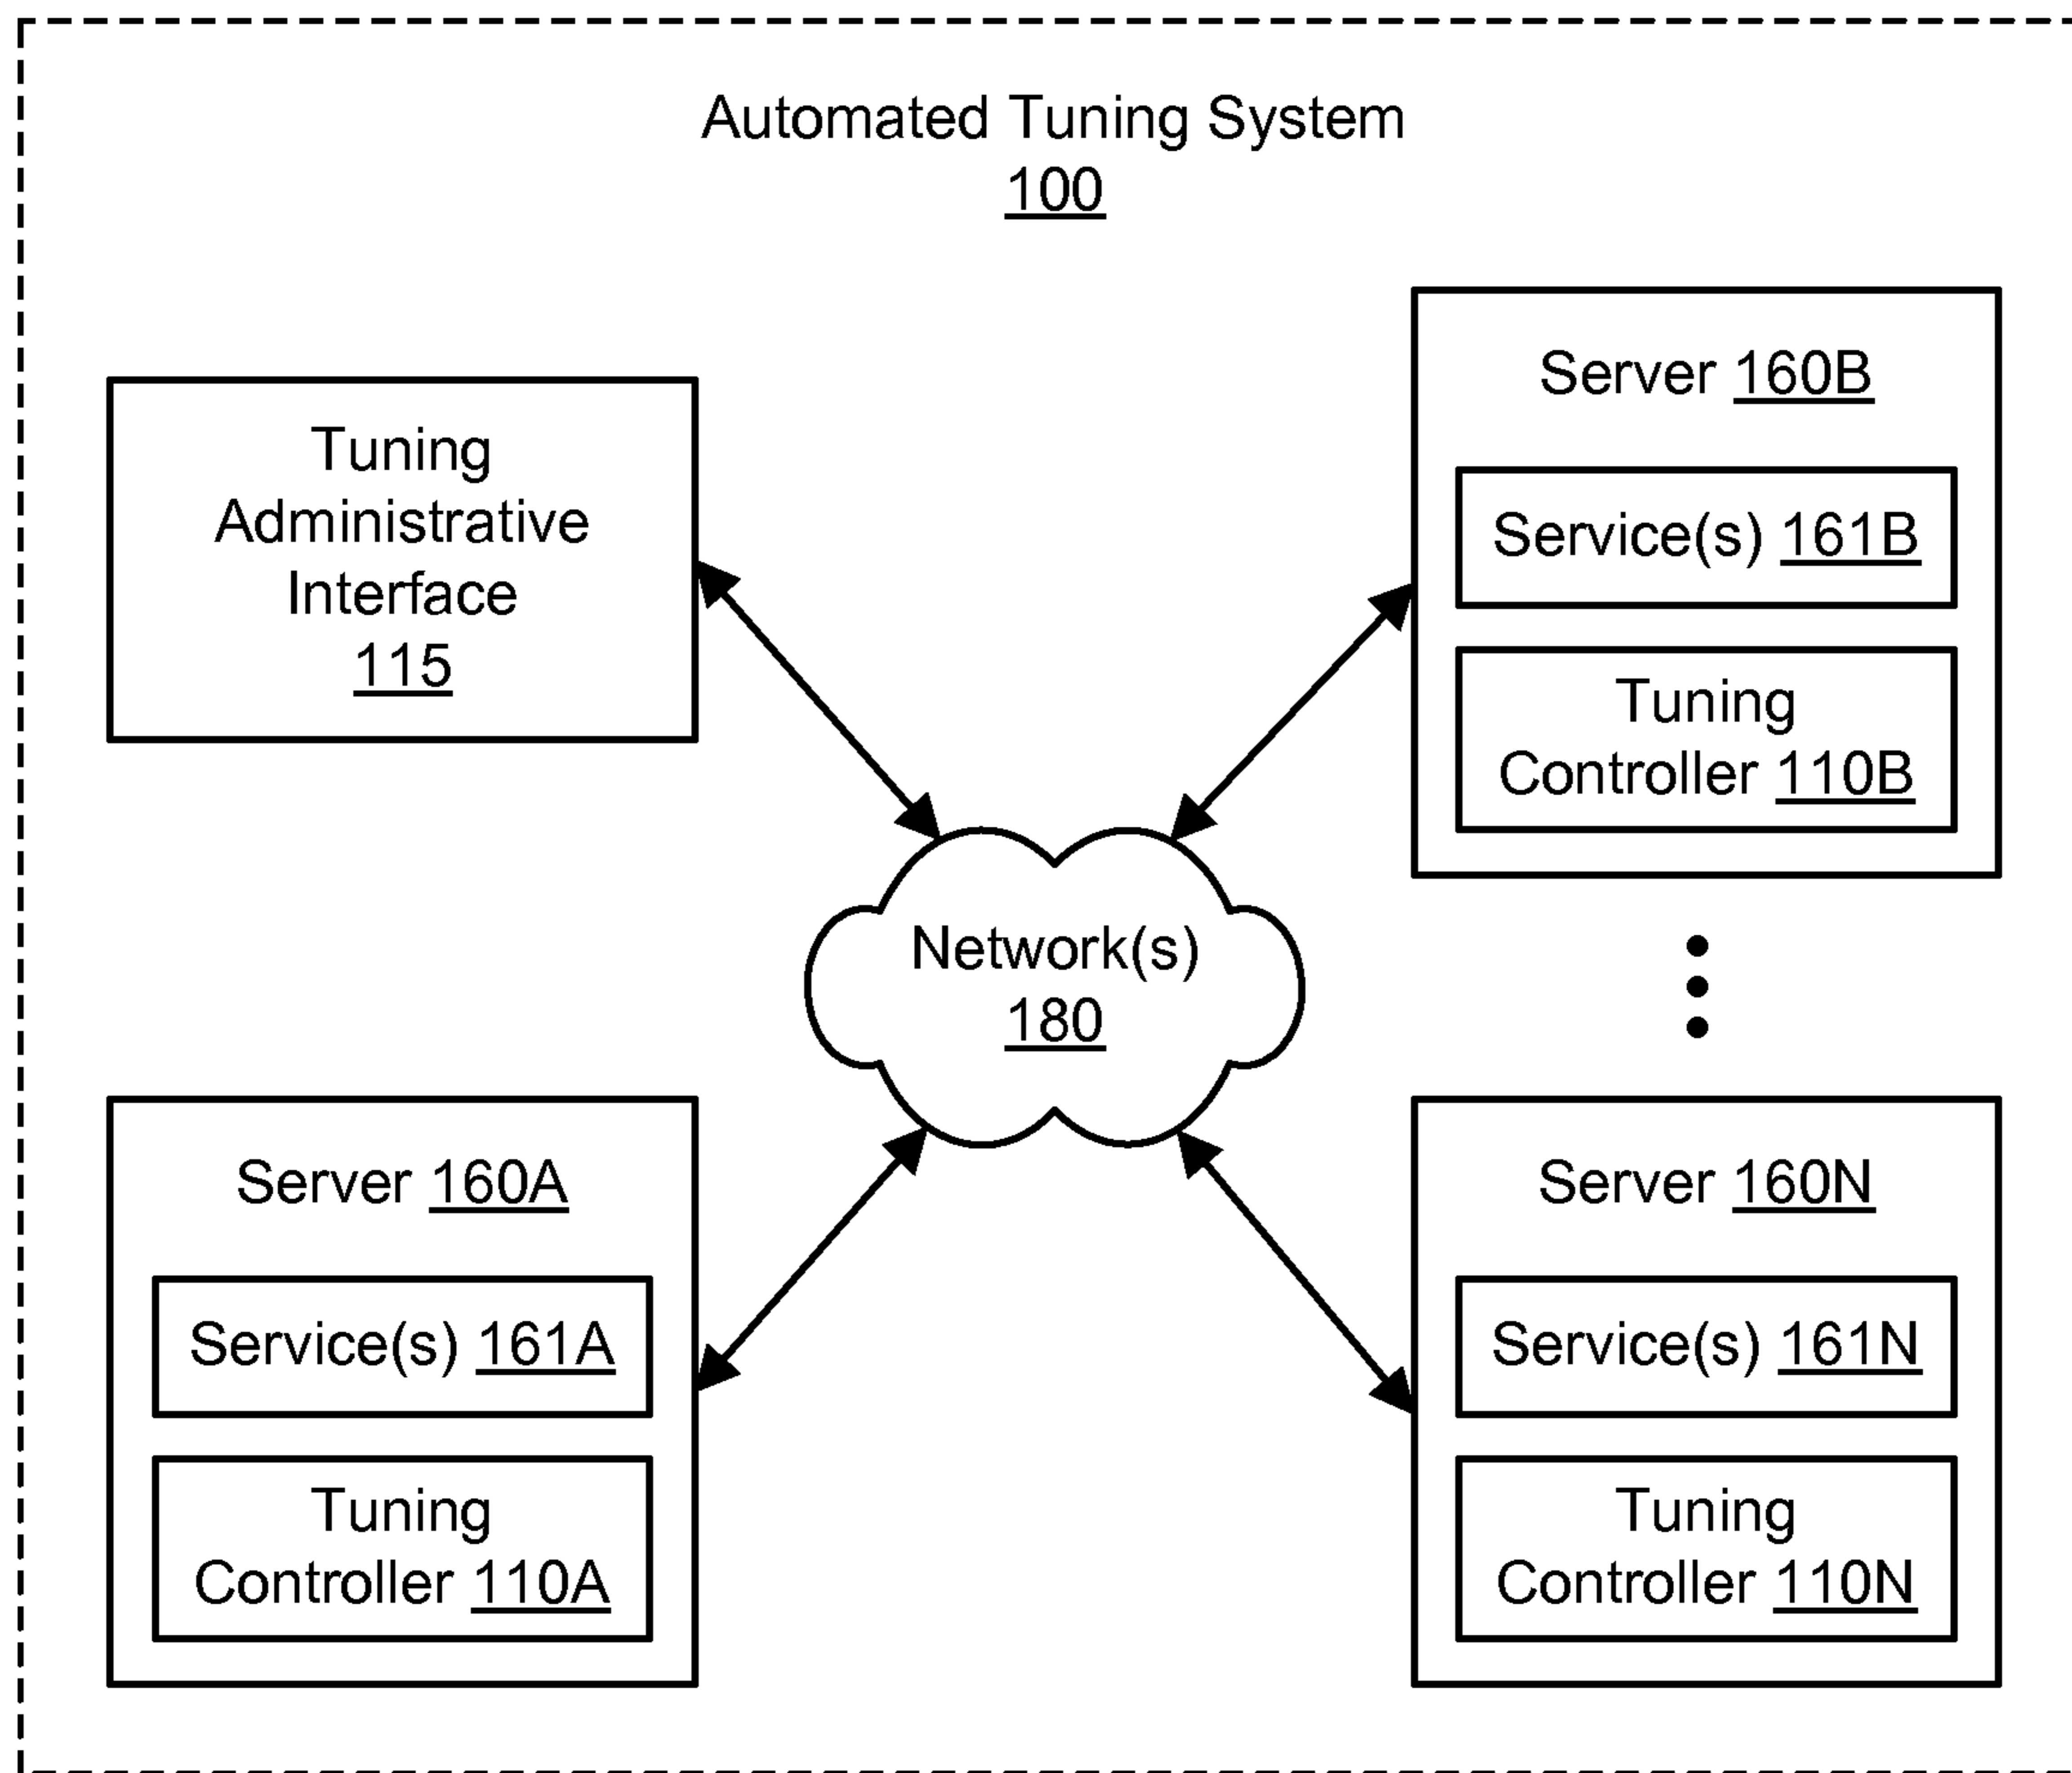 Automated Tuning System
100
Tuning
Administrative
Interface
115
Server 160B
Service(s) 161B
Tuning
Controller 110B
Network(s)
180
Server 160A
Service(s) 161A
Tuning
Controller 110A
Server 160N
Service(s) 161N
Tuning
Controller 110N